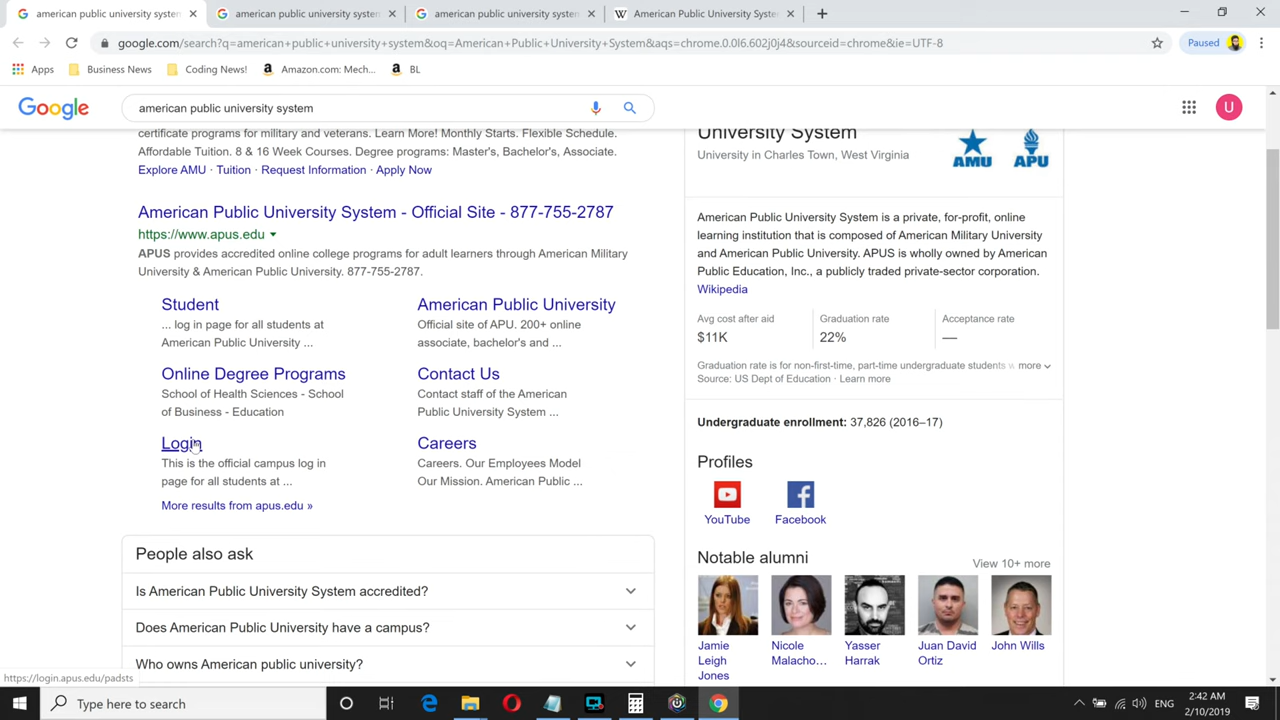 american public university system
american public university system
american public university system
American Public University System
google.com/search?q=american+public+university+system&oq=American+Public+University+System&aqs=chrome.0.0l6.602j0j4&sourceid=chrome&ie=UTF-8
Paused
Apps
Business News
Coding News!
Amazon.com: Mech...
BL
Google
american public university system
U
certificate programs for military and veterans. Learn More! Monthly Starts. Flexible Schedule.
Affordable Tuition. 8 & 16 Week Courses. Degree programs: Master's, Bachelor's, Associate.
Explore AMU · Tuition · Request Information · Apply Now
American Public University System - Official Site - 877-755-2787
https://www.apus.edu
APUS provides accredited online college programs for adult learners through American Military
University & American Public University. 877-755-2787.
Student
... log in page for all students at
American Public University ...
American Public University
Official site of APU. 200+ online
associate, bachelor's and ...
Online Degree Programs
School of Health Sciences - School
of Business - Education
Contact Us
Contact staff of the American
Public University System ...
Login
This is the official campus log in
page for all students at ...
Careers
Careers. Our Employees Model
Our Mission. American Public ...
More results from apus.edu »
People also ask
Is American Public University System accredited?
Does American Public University have a campus?
Who owns American public university?
University System
University in Charles Town, West Virginia
AMU
APU
American Public University System is a private, for-profit, online
learning institution that is composed of American Military University
and American Public University. APUS is wholly owned by American
Public Education, Inc., a publicly traded private-sector corporation.
Wikipedia
Avg cost after aid
$11K
Graduation rate
22%
Acceptance rate
—
Graduation rate is for non-first-time, part-time undergraduate students w more
Source: US Dept of Education · Learn more
Undergraduate enrollment: 37,826 (2016–17)
Profiles
YouTube
Facebook
Notable alumni
View 10+ more
Jamie
Leigh
Jones
Nicole
Malacho...
Yasser
Harrak
Juan David
Ortiz
John Wills
https://login.apus.edu/padsts
Type here to search
ENG
2:42 AM
2/10/2019